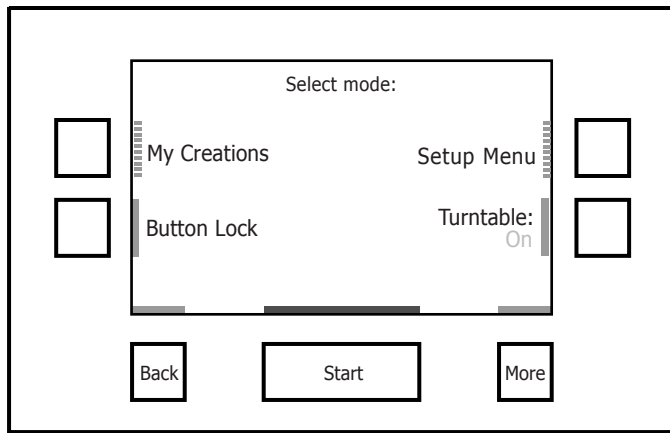 Select mode:
My Creations
Setup Menu
Button Lock
Turntable:
On
Back
Start
More